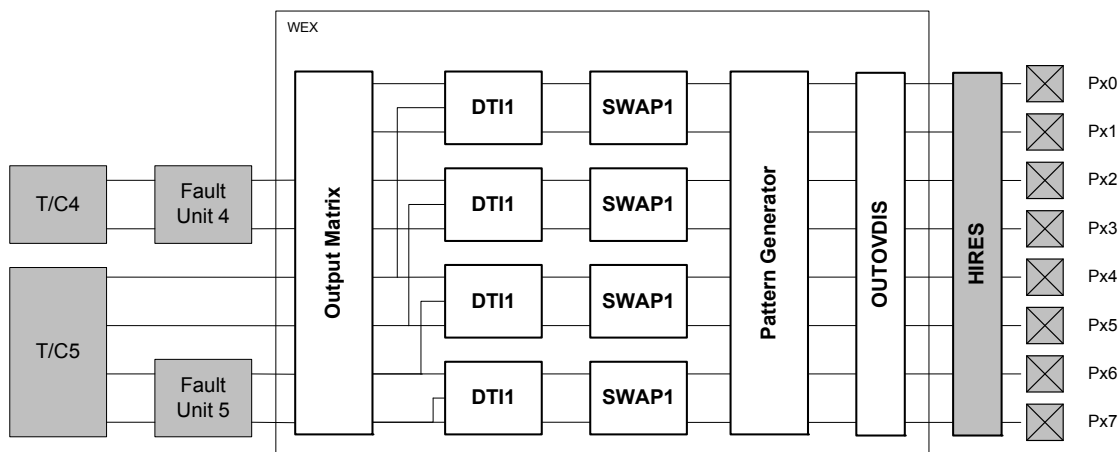 WEX
T/C4
Fault
Unit 4
T/C5
Fault
Unit 5
Output Matrix
DTI1
SWAP1
DTI1
SWAP1
DTI1
SWAP1
DTI1
SWAP1
Pattern Generator
OUTOVDIS
HIRES
Px0
Px1
Px2
Px3
Px4
Px5
Px6
Px7